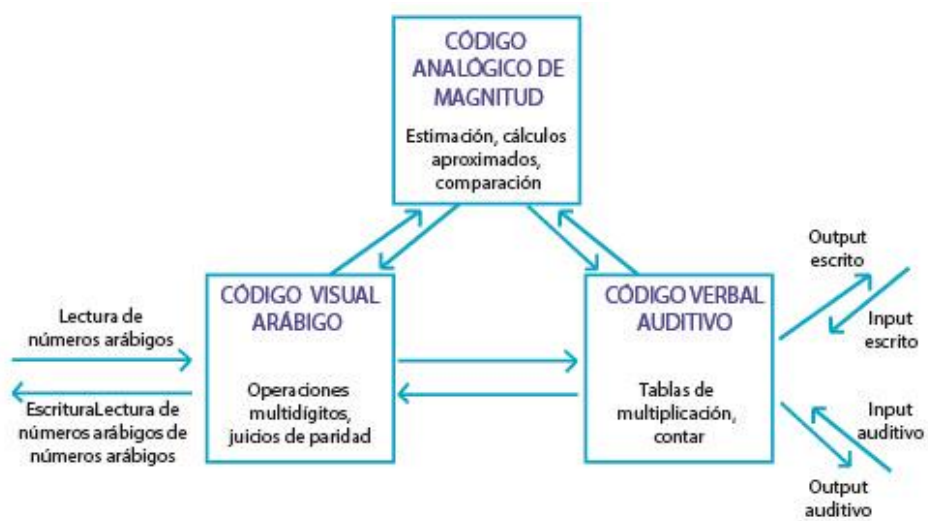 CÓDIGO
ANALÓGICO DE
MAGNITUD
Estimación, cálculos
aproximados,
comparación
Output
escrito
Input
escrito
CÓDIGO VISUAL
ARÁBIGO
Operaciones
multidígitos,
juicios de paridad
CÓDIGO VERBAL
AUDITIVO
Tablas de
multiplicación,
contar
Lectura de
números arábigos
EscrituraLectura de
números arábigos de
números arábigos
Input
auditivo
Output
auditivo